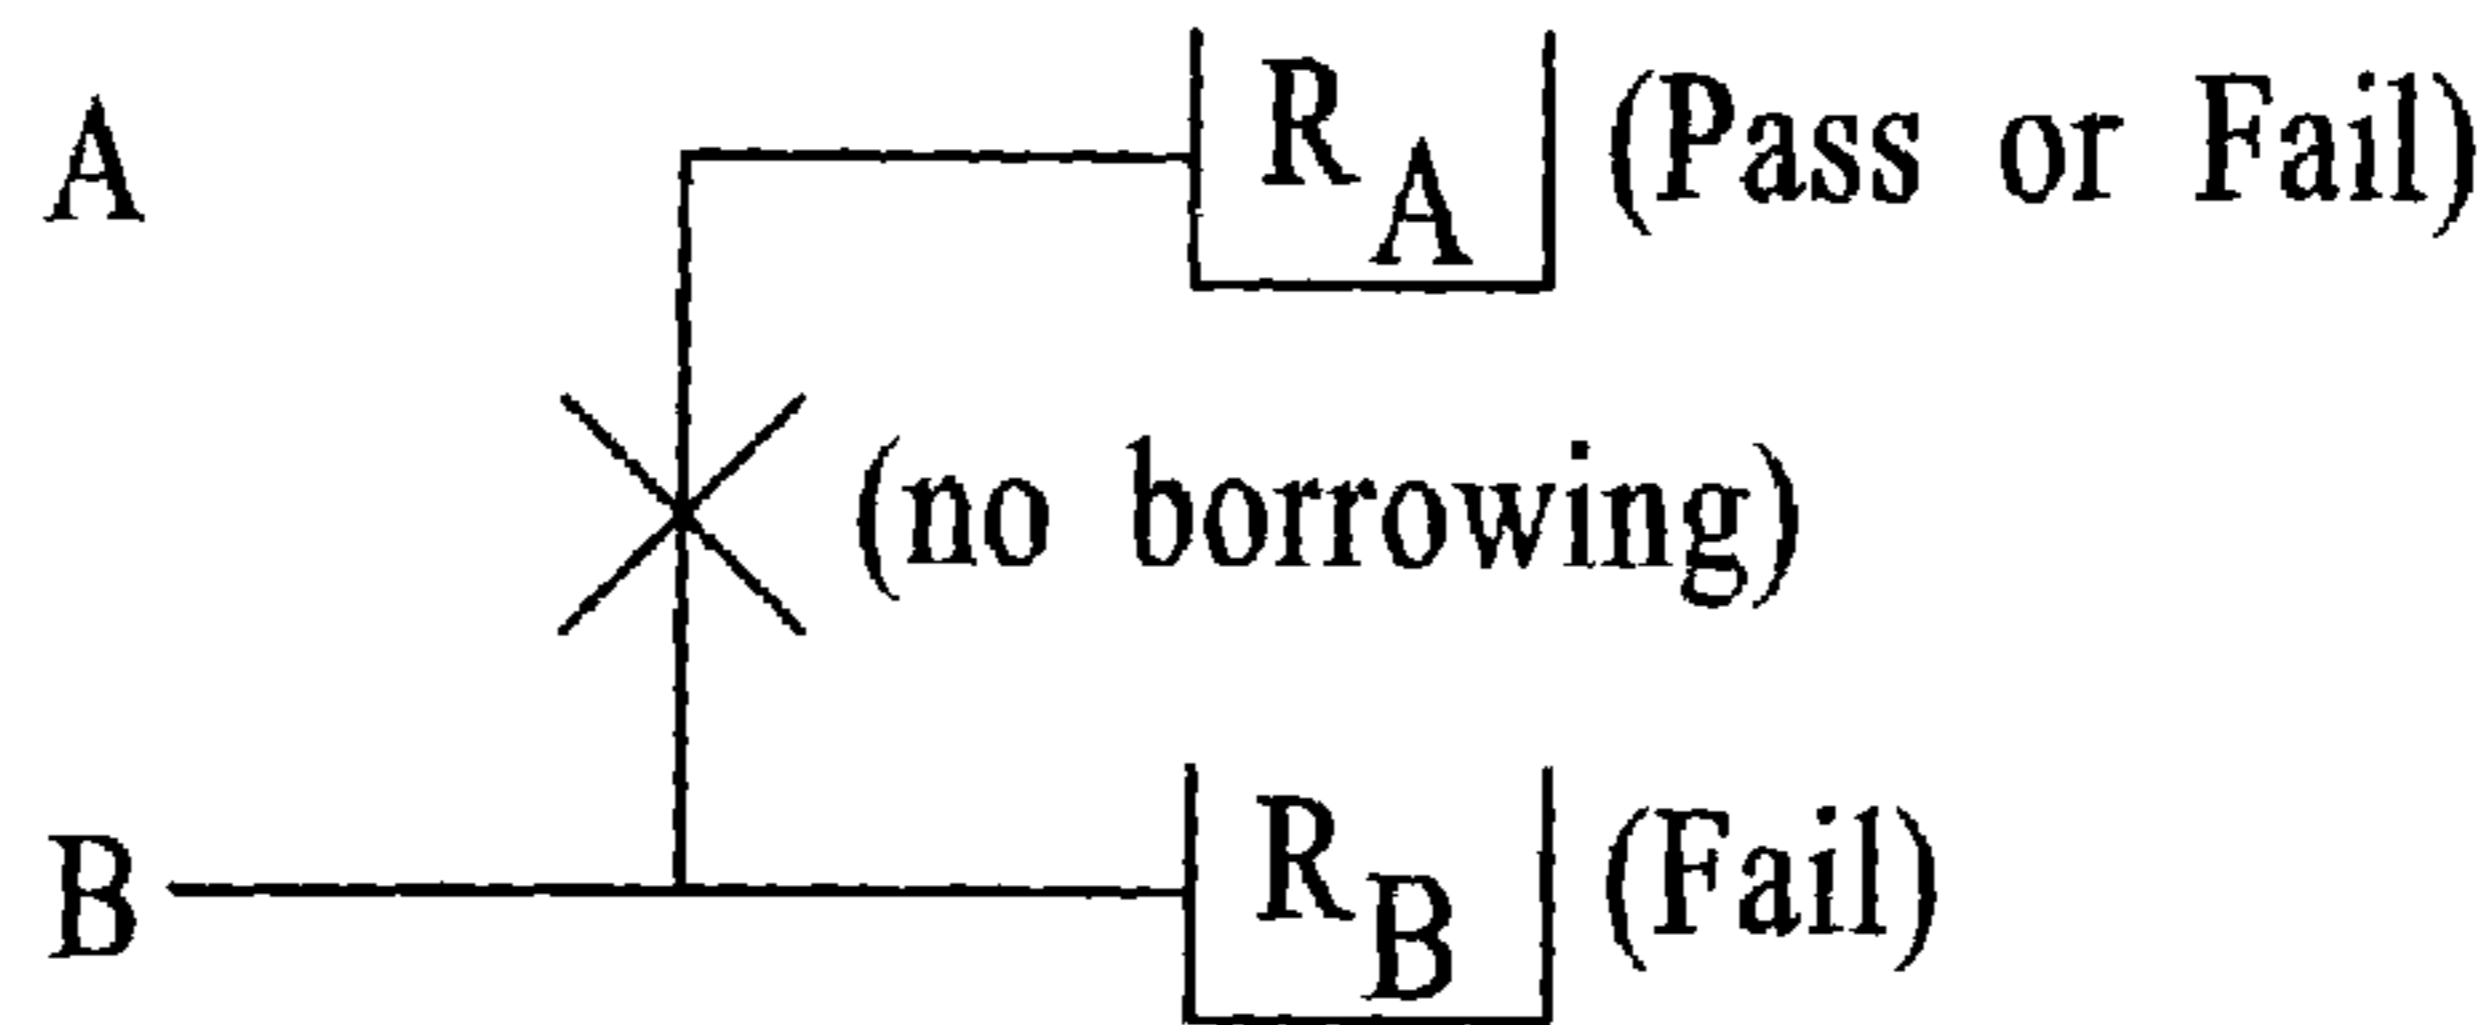 A R_A (Pass or Fail)
(no borrowing)
B R_B (Fail)